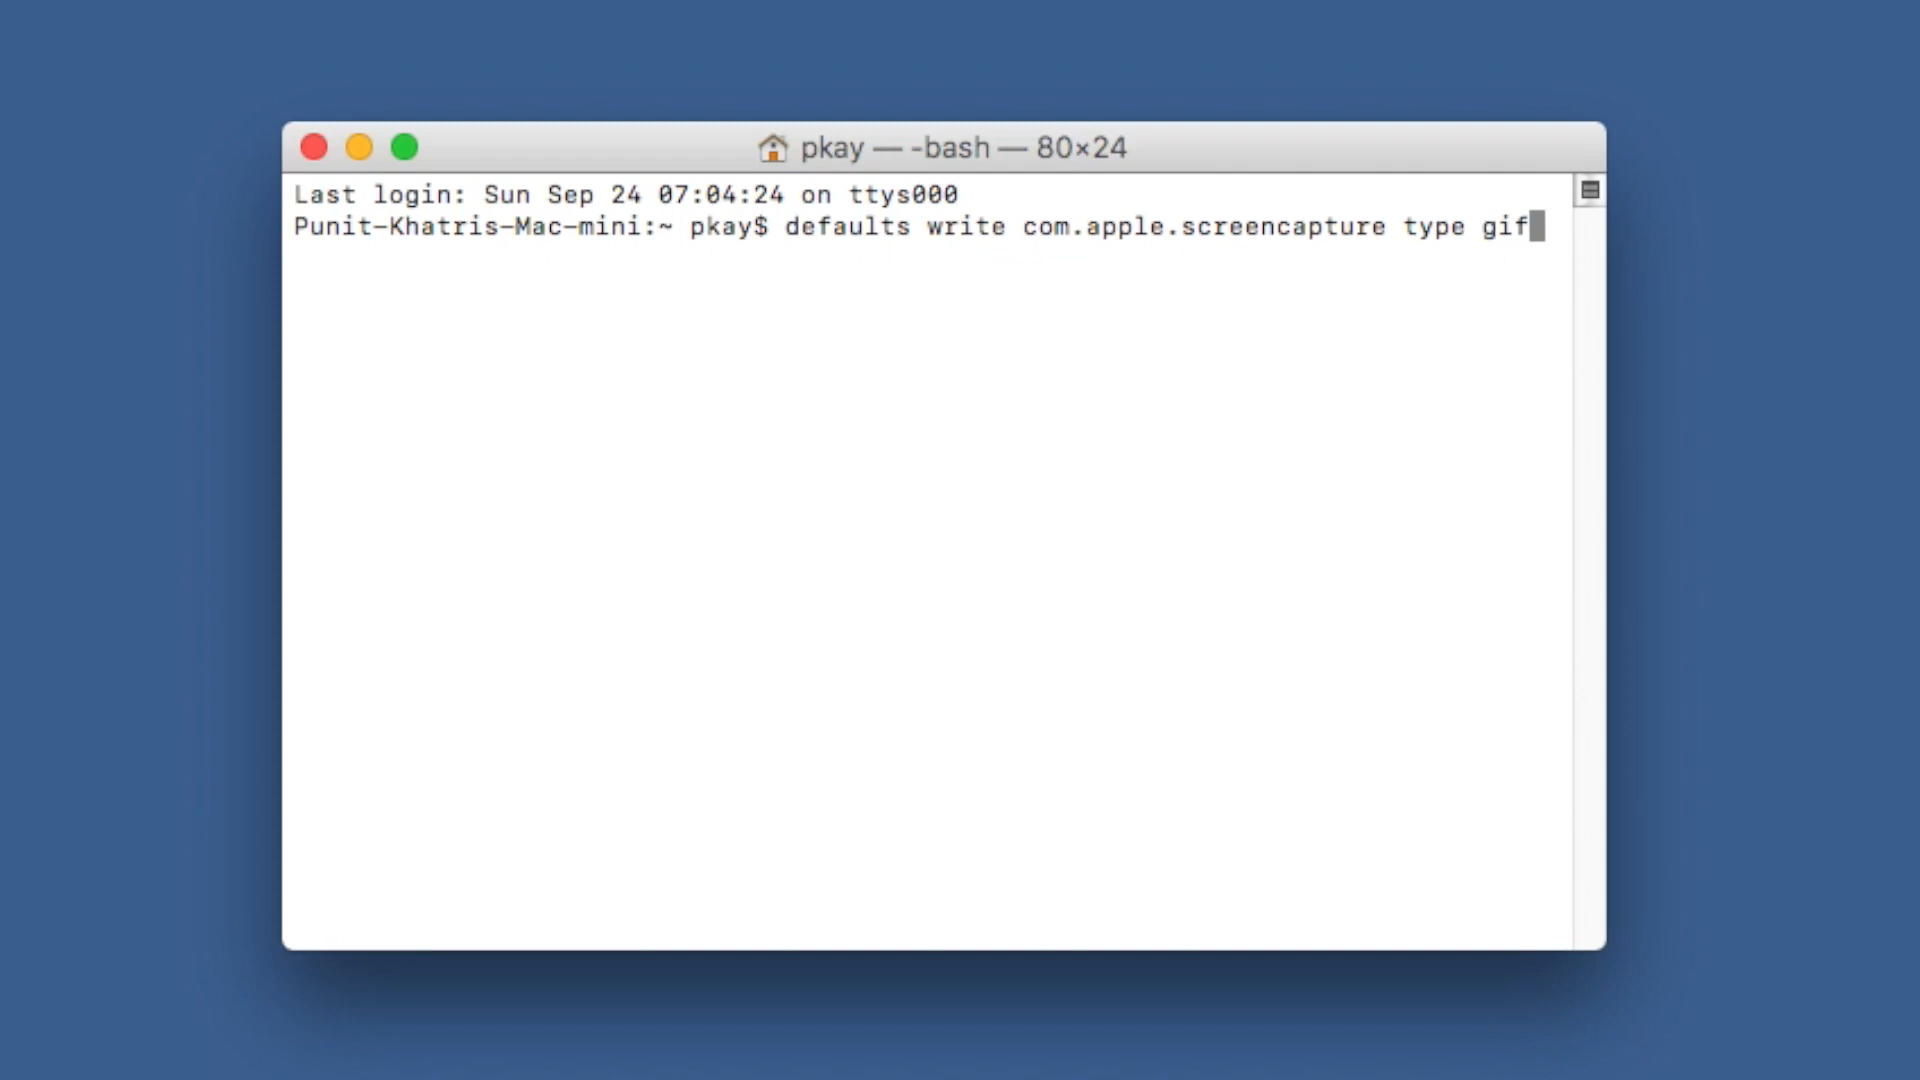 pkay — -bash — 80×24
Last login: Sun Sep 24 07:04:24 on ttys000
Punit-Khatris-Mac-mini:~ pkay$ defaults write com.apple.screencapture type gif